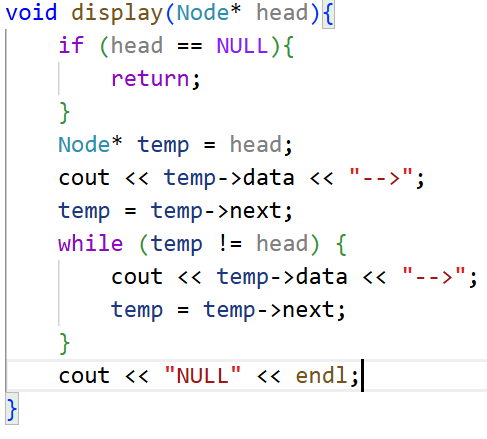 void display(Node* head){
    if (head == NULL){
        return;
    }
    Node* temp = head;
    cout << temp->data << "-->";
    temp = temp->next;
    while (temp != head) {
        cout << temp->data << "-->";
        temp = temp->next;
    }
    cout << "NULL" << endl;
}